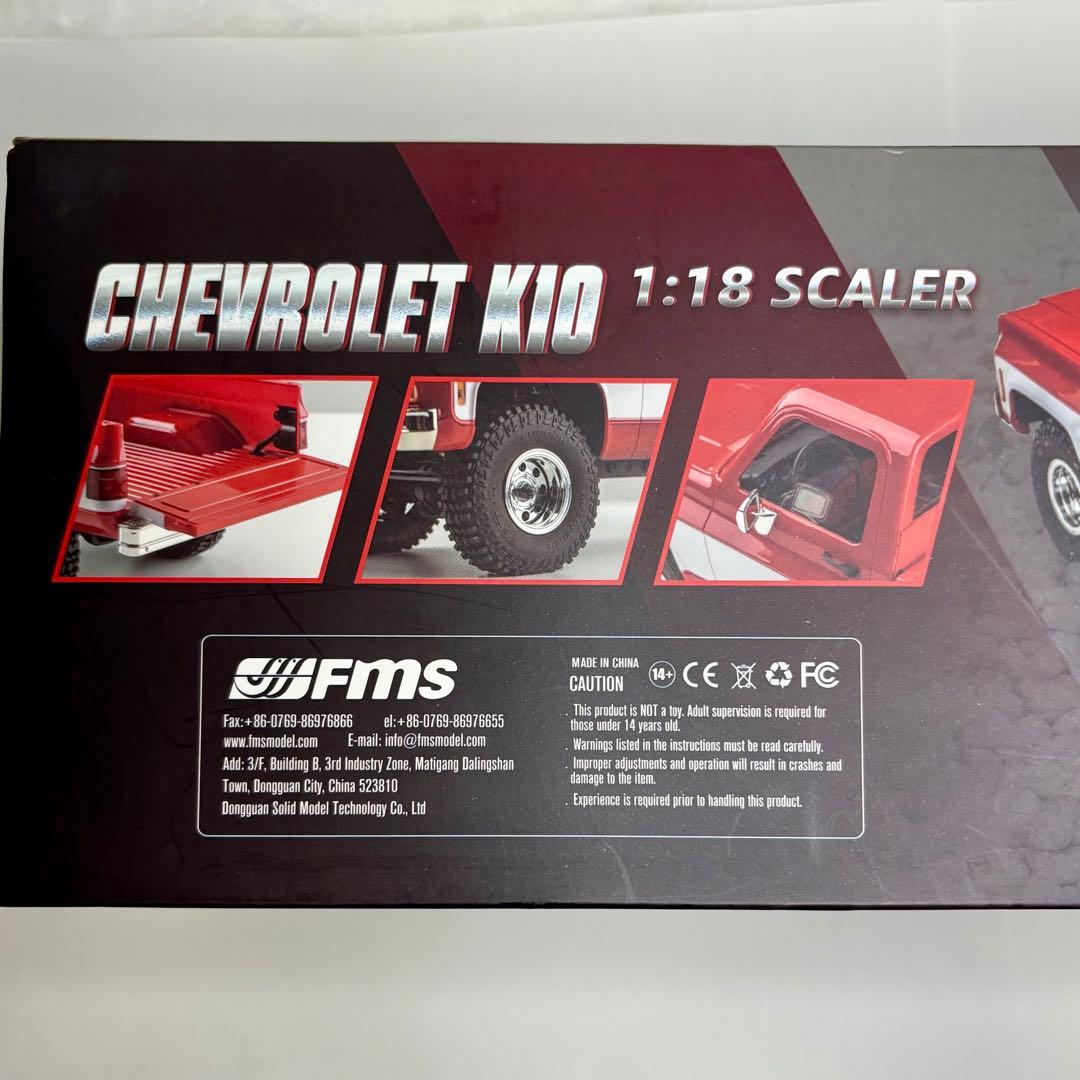 CHEVROLET K10
1:18 SCALER
FMS
Fax:+86-0769-86976866 el:+86-0769-86976655
www.fmsmodel.com E-mail: info@fmsmodel.com
Add: 3/F, Building B, 3rd Industry Zone, Matigang Dalingshan
Town, Dongguan City, China 523810
Dongguan Solid Model Technology Co., Ltd
MADE IN CHINA
CAUTION
14+ CE FC
. This product is NOT a toy. Adult supervision is required for
those under 14 years old.
. Warnings listed in the instructions must be read carefully.
. Improper adjustments and operation will result in crashes and
damage to the item.
. Experience is required prior to handling this product.